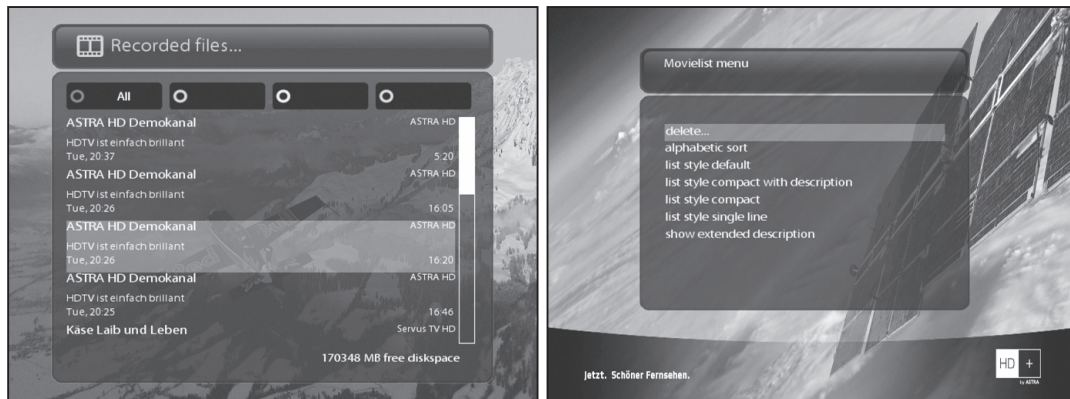 Recorded files...
All
ASTRA HD Demokanal ASTRA HD
HDTV ist einfach brillant
Tue, 20:37 5:20
ASTRA HD Demokanal ASTRA HD
HDTV ist einfach brillant
Tue, 20:26 16:05
ASTRA HD Demokanal ASTRA HD
HDTV ist einfach brillant
Tue, 20:26 16:20
ASTRA HD Demokanal ASTRA HD
HDTV ist einfach brillant
Tue, 20:25 16:46
Käse Laib und Leben Servus TV HD
170348 MB free diskspace
Movielist menu
delete...
alphabetic sort
list style default
list style compact with description
list style compact
list style single line
show extended description
Jetzt. Schöner Fernsehen.
HD +
by ASTRA